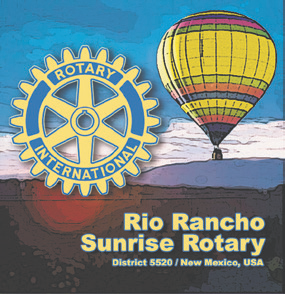 ROTARY
INTERNATIONAL
Rio Rancho
Sunrise Rotary
District 5520 / New Mexico, USA